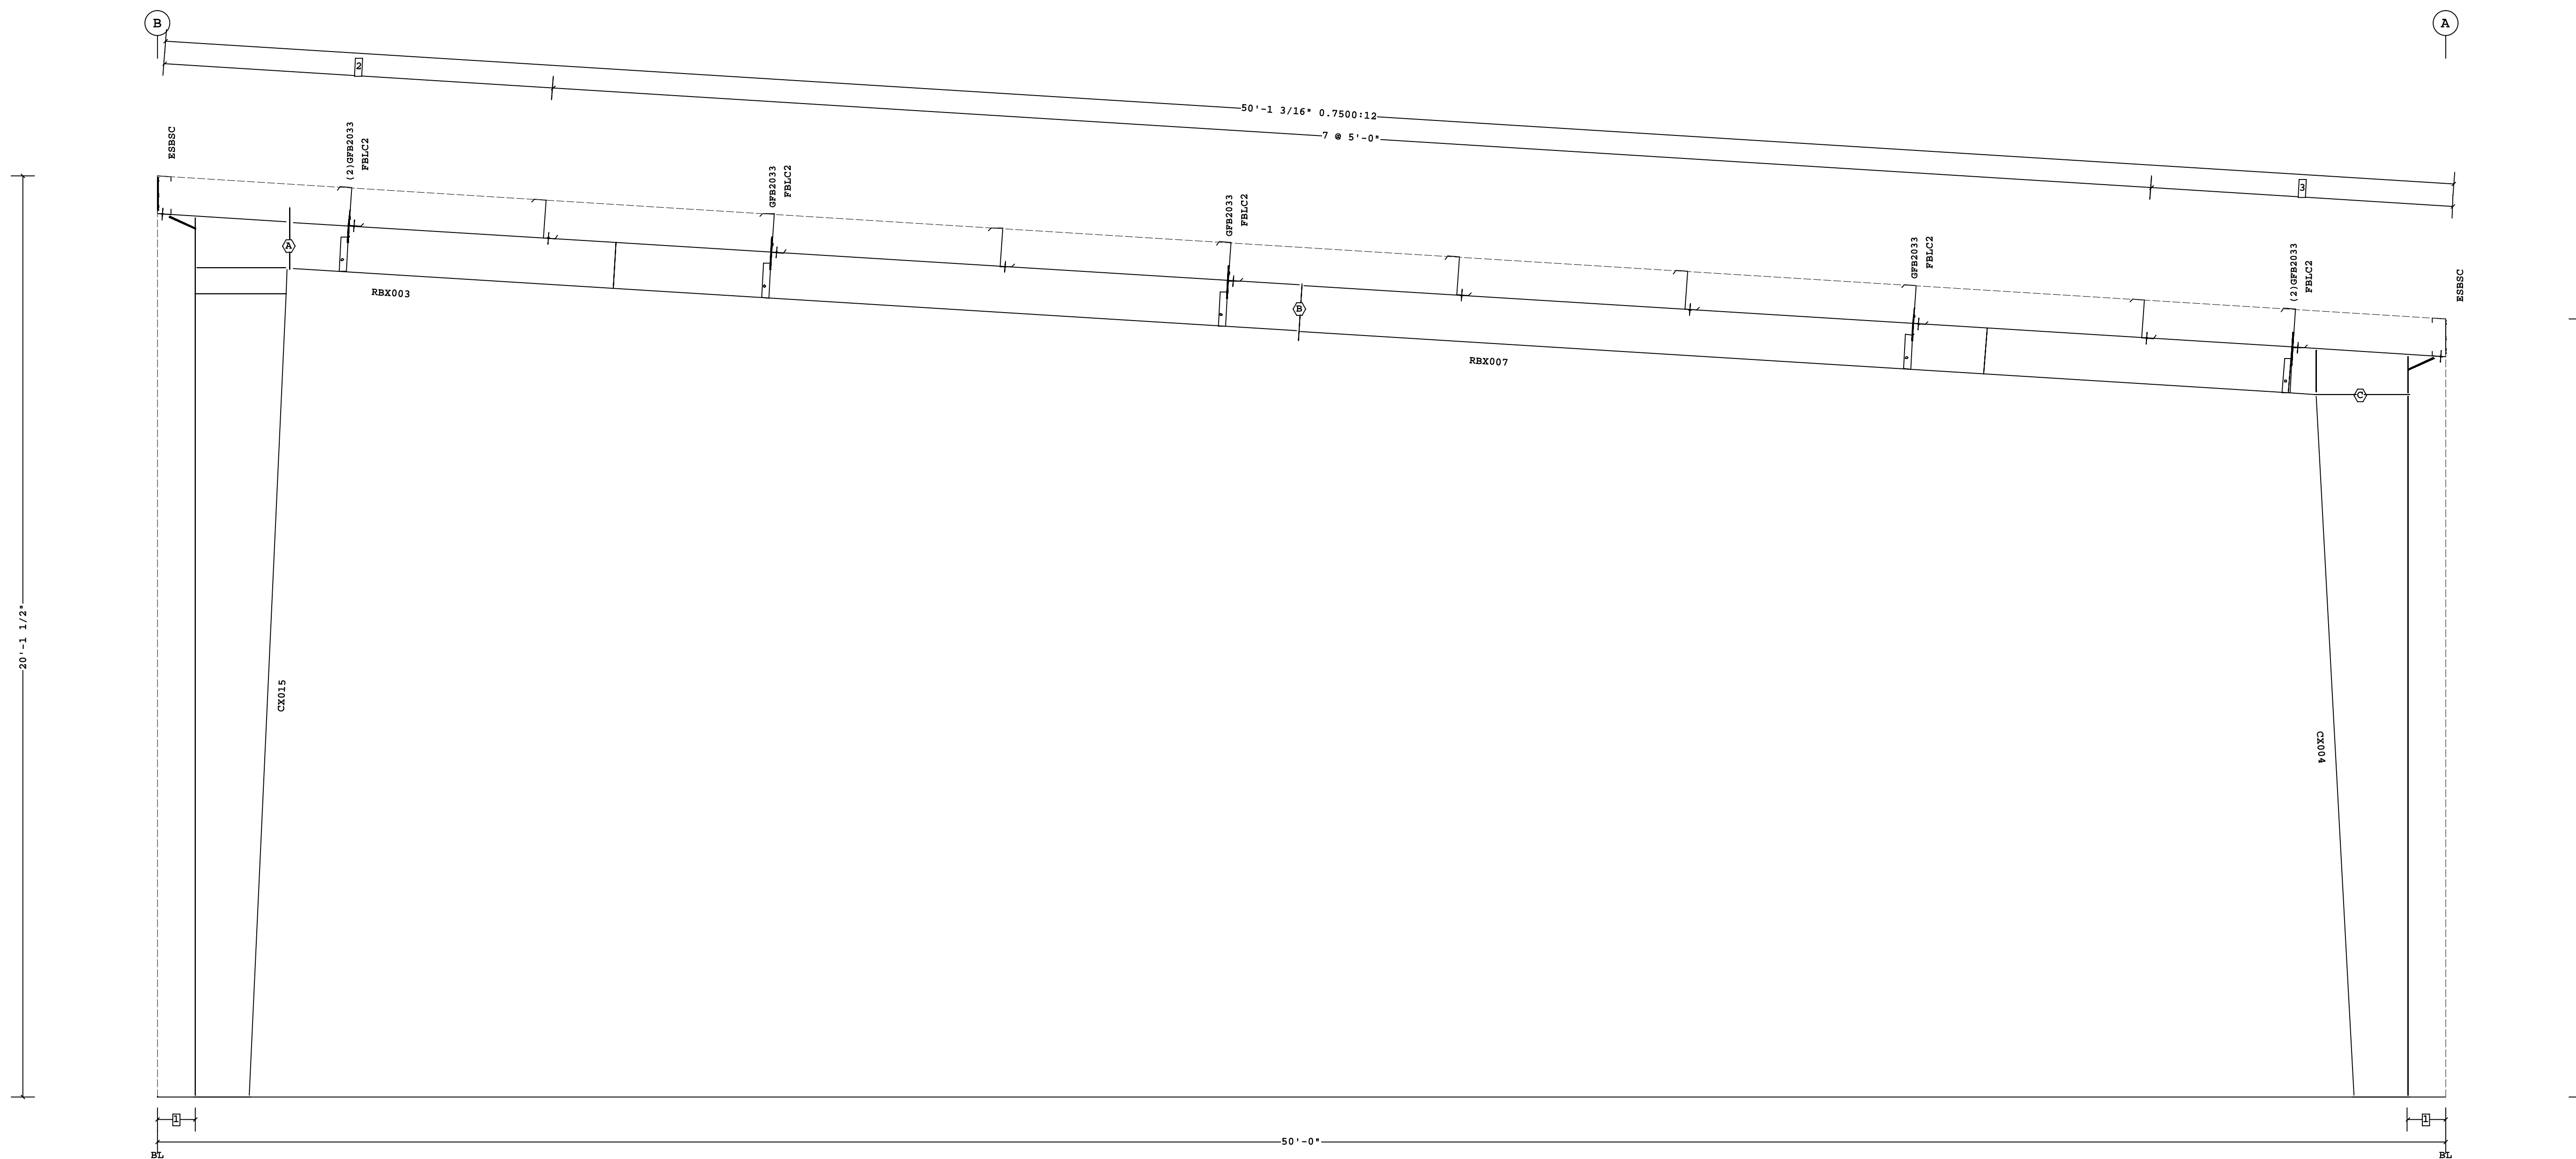 B
A
2
50'-1 3/16" 0.7500:12
7 @ 5'-0"
3
ESBSC
(2)GFB2033
FBLC2
GFB2033
FBLC2
GFB2033
FBLC2
GFB2033
FBLC2
(2)GFB2033
FBLC2
ESBSC
A
RBX003
B
RBX007
C
20'-1 1/2"
CX015
CX004
1
1
50'-0"
BL
BL